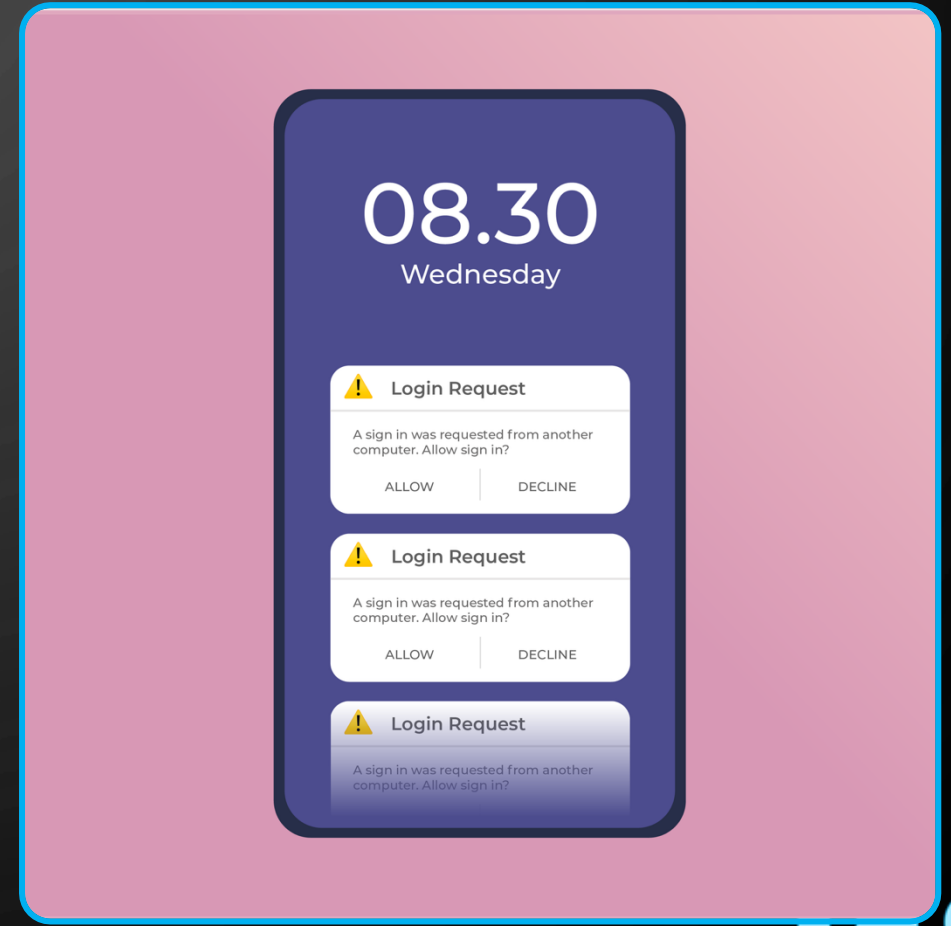 08.30
Wednesday
Login Request
A sign in was requested from another
computer. Allow sign in?
ALLOW DECLINE
Login Request
A sign in was requested from another
computer. Allow sign in?
ALLOW DECLINE
Login Request
A sign in was requested from another
computer. Allow sign in?